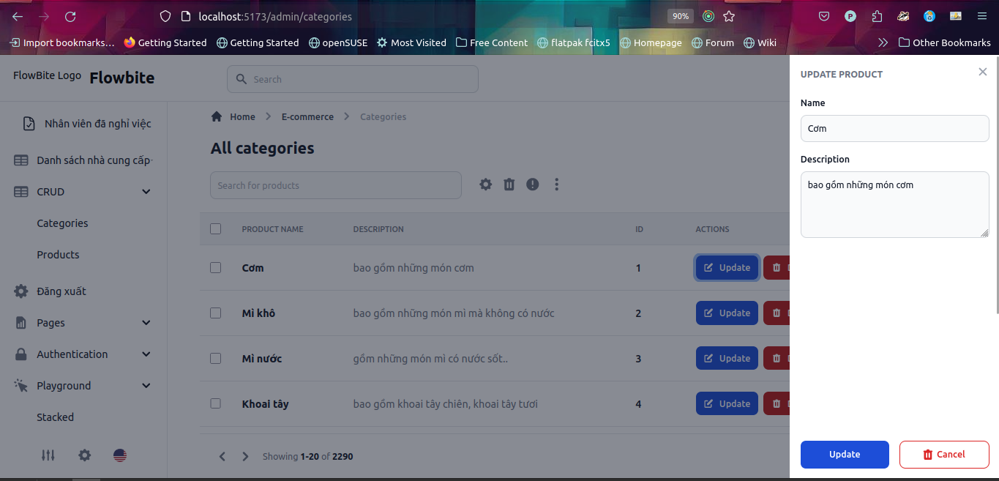 localhost:5173/admin/categories
90%
Import bookmarks… Getting Started Getting Started openSUSE Most Visited Free Content flatpak fcitx5 Homepage Forum Wiki Other Bookmarks
FlowBite Logo Flowbite
Search
Nhân viên đã nghỉ việc
Danh sách nhà cung cấp
CRUD
Categories
Products
Đăng xuất
Pages
Authentication
Playground
Stacked
Home E-commerce Categories
All categories
Search for products
PRODUCT NAME DESCRIPTION ID ACTIONS
Cơm bao gồm những món cơm 1 Update
Mì khô bao gồm những món mì mà không có nước 2 Update
Mì nước gồm những món mì có nước sốt.. 3 Update
Khoai tây bao gồm khoai tây chiên, khoai tây tươi 4 Update
Showing 1-20 of 2290
UPDATE PRODUCT
Name
Cơm
Description
bao gồm những món cơm
Update Cancel